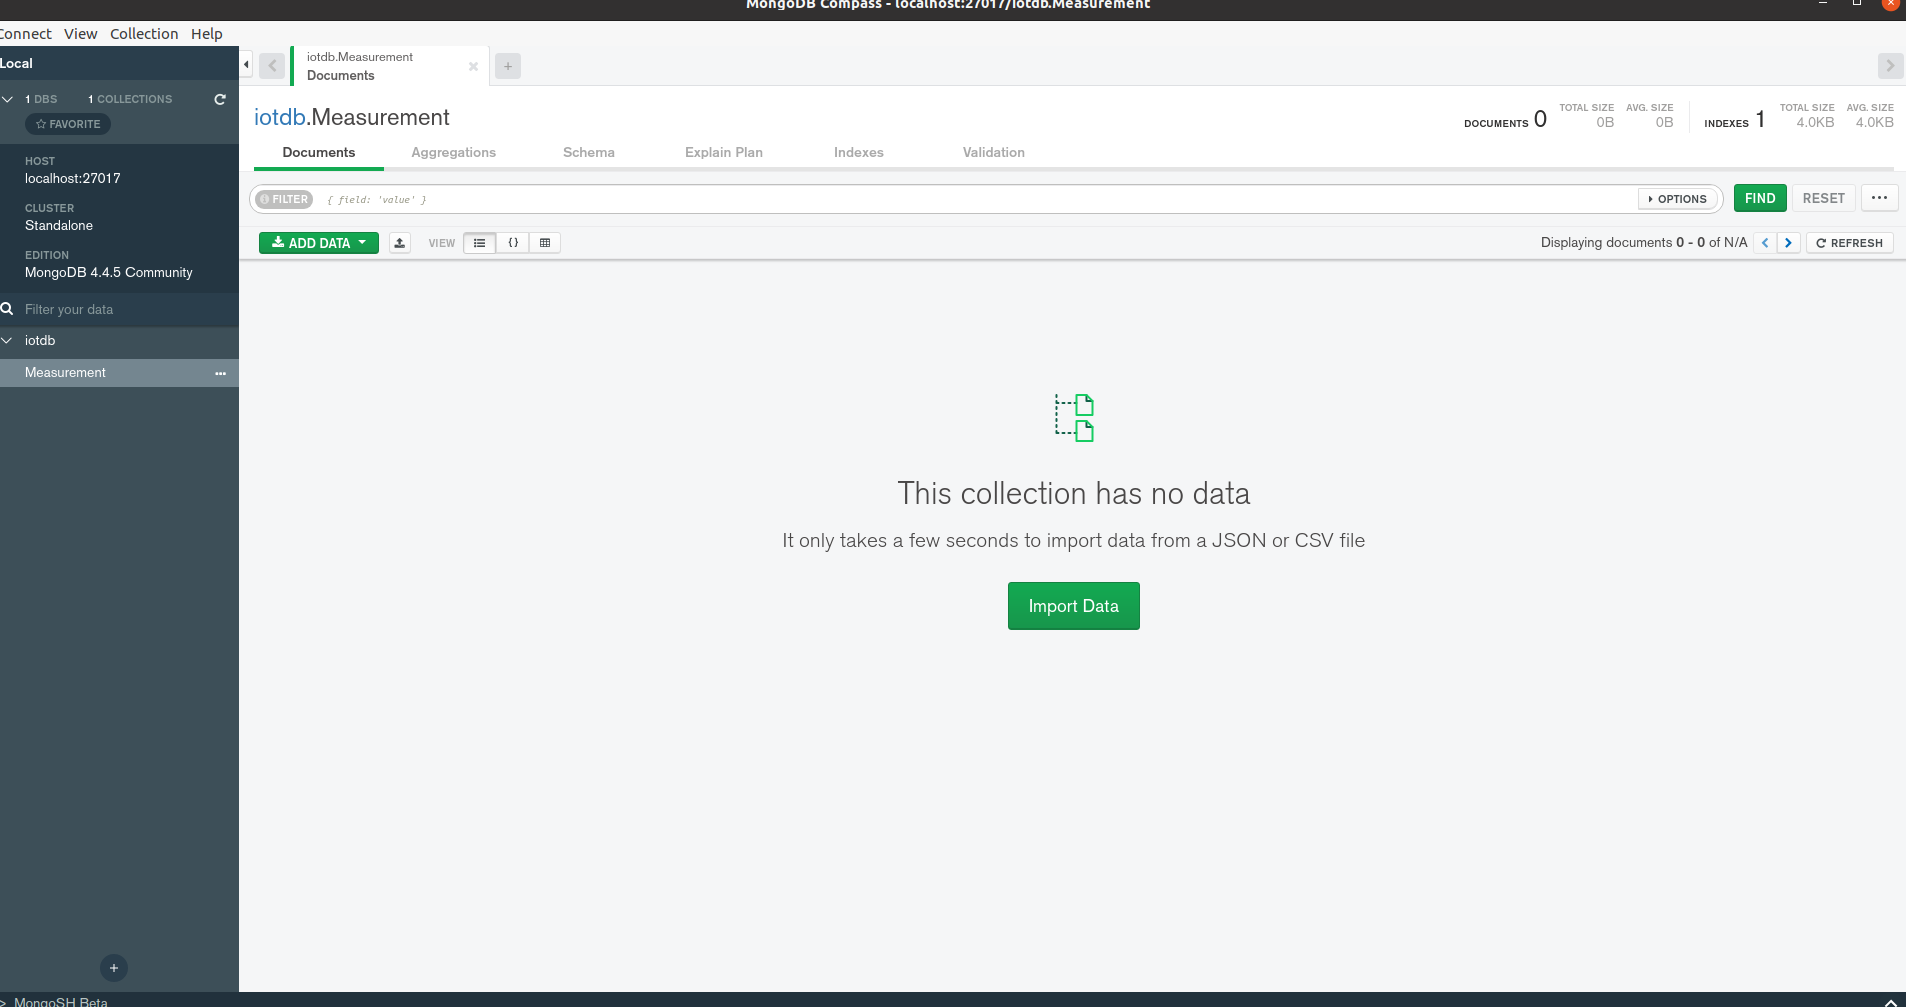 MongoDB Compass - localhost:27017/iotdb.Measurement
Connect View Collection Help
Local
1 DBS 1 COLLECTIONS
FAVORITE
HOST
localhost:27017
CLUSTER
Standalone
EDITION
MongoDB 4.4.5 Community
Filter your data
iotdb
Measurement
iotdb.Measurement
Documents
iotdb.Measurement
DOCUMENTS 0 TOTAL SIZE 0B AVG. SIZE 0B INDEXES 1 TOTAL SIZE 4.0KB AVG. SIZE 4.0KB
Documents Aggregations Schema Explain Plan Indexes Validation
FILTER { field: 'value' } OPTIONS FIND RESET ...
ADD DATA VIEW {} Displaying documents 0 - 0 of N/A < > REFRESH
This collection has no data
It only takes a few seconds to import data from a JSON or CSV file
Import Data
> MongoSH Beta